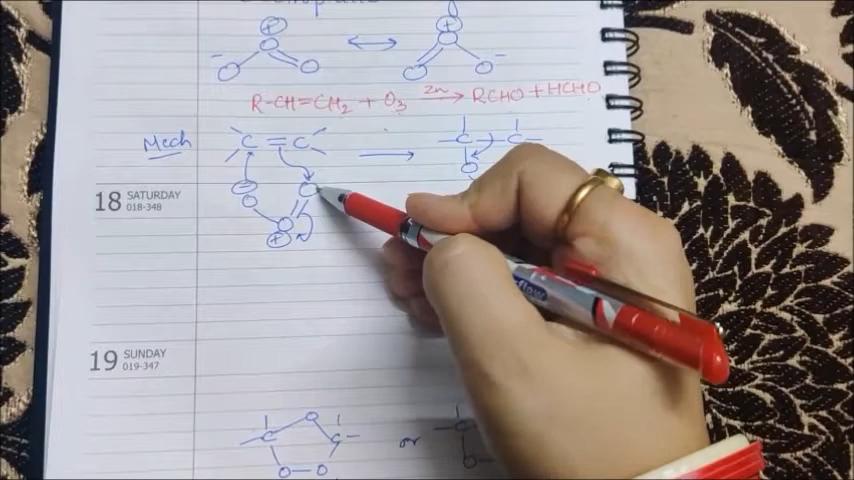 R-CH=CH2 + O3 Zn→ RCHO + HCHO
Mech
C = C → C C
O
⊖ O O
O
⊕
18 SATURDAY
018-348
flow
19 SUNDAY
019-347
O
C C or C
O-O O